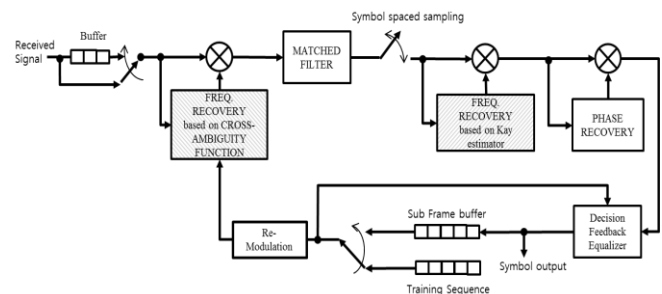 Symbol spaced sampling
Received
Signal
Buffer
MATCHED
FILTER
FREQ.
RECOVERY
based on CROSS-
AMBIGUITY
FUNCTION
FREQ.
RECOVERY
based on Kay
estimator
PHASE
RECOVERY
Re-
Modulation
Sub Frame buffer
Decision
Feedback
Equalizer
Symbol output
Training Sequence